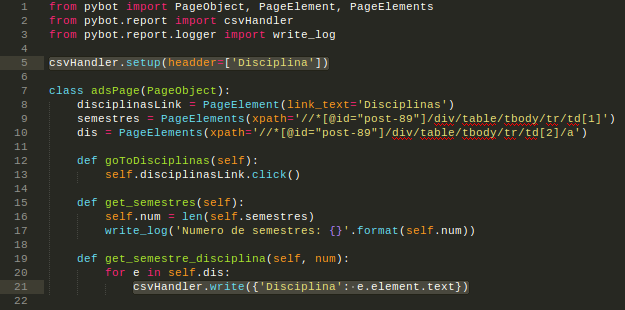 1 from pybot import PageObject, PageElement, PageElements
2 from pybot.report import csvHandler
3 from pybot.report.logger import write_log
4
5 csvHandler.setup(headder=['Disciplina'])
6
7 class adsPage(PageObject):
8     disciplinasLink = PageElement(link_text='Disciplinas')
9     semestres = PageElements(xpath='//*[@id="post-89"]/div/table/tbody/tr/td[1]')
10     dis = PageElements(xpath='//*[@id="post-89"]/div/table/tbody/tr/td[2]/a')
11
12     def goToDisciplinas(self):
13         self.disciplinasLink.click()
14
15     def get_semestres(self):
16         self.num = len(self.semestres)
17         write_log('Numero de semestres: {}'.format(self.num))
18
19     def get_semestre_disciplina(self, num):
20         for e in self.dis:
21             csvHandler.write({'Disciplina': e.element.text})
22